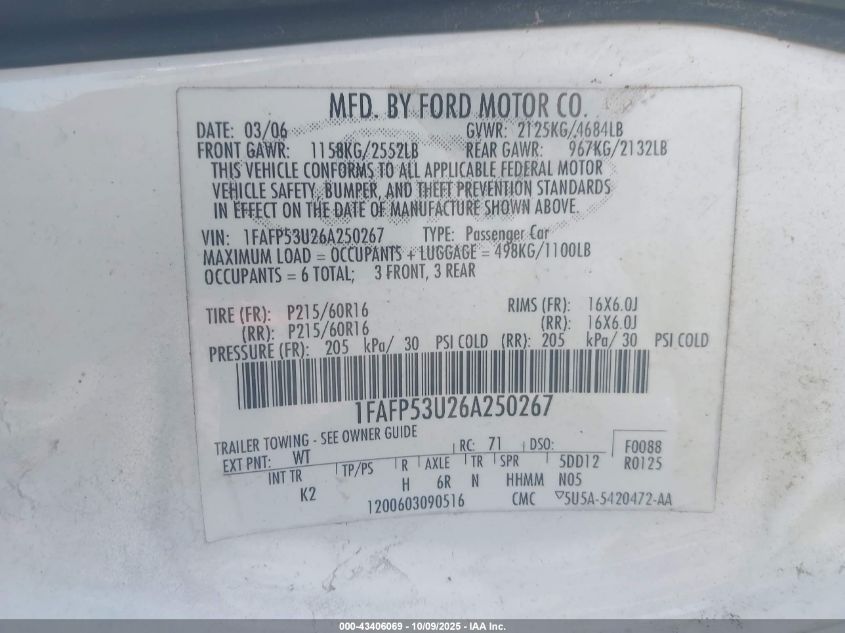 MFD. BY FORD MOTOR CO.
DATE: 03/06 GVWR: 2125KG/4684LB
FRONT GAWR: 1158KG/2552LB REAR GAWR: 967KG/2132LB
THIS VEHICLE CONFORMS TO ALL APPLICABLE FEDERAL MOTOR
VEHICLE SAFETY, BUMPER, AND THEFT PREVENTION STANDARDS
IN EFFECT ON THE DATE OF MANUFACTURE SHOWN ABOVE.
VIN: 1FAFP53U26A250267 TYPE: Passenger Car
MAXIMUM LOAD = OCCUPANTS + LUGGAGE = 498KG/1100LB
OCCUPANTS = 6 TOTAL; 3 FRONT, 3 REAR
TIRE (FR): P215/60R16 RIMS (FR): 16X6.0J
(RR): P215/60R16 (RR): 16X6.0J
PRESSURE (FR): 205 kPa/ 30 PSI COLD (RR): 205 kPa/ 30 PSI COLD
1FAFP53U26A250267
TRAILER TOWING - SEE OWNER GUIDE
EXT PNT: WT RC: 71 DSO: F0088
INT TR TP/PS R AXLE TR SPR 5DD12 R0125
K2 H 6R N HHMM N05
1200603090516 CMC 5U5A-5420472-AA
000-43406069 - 10/09/2025 - IAA Inc.